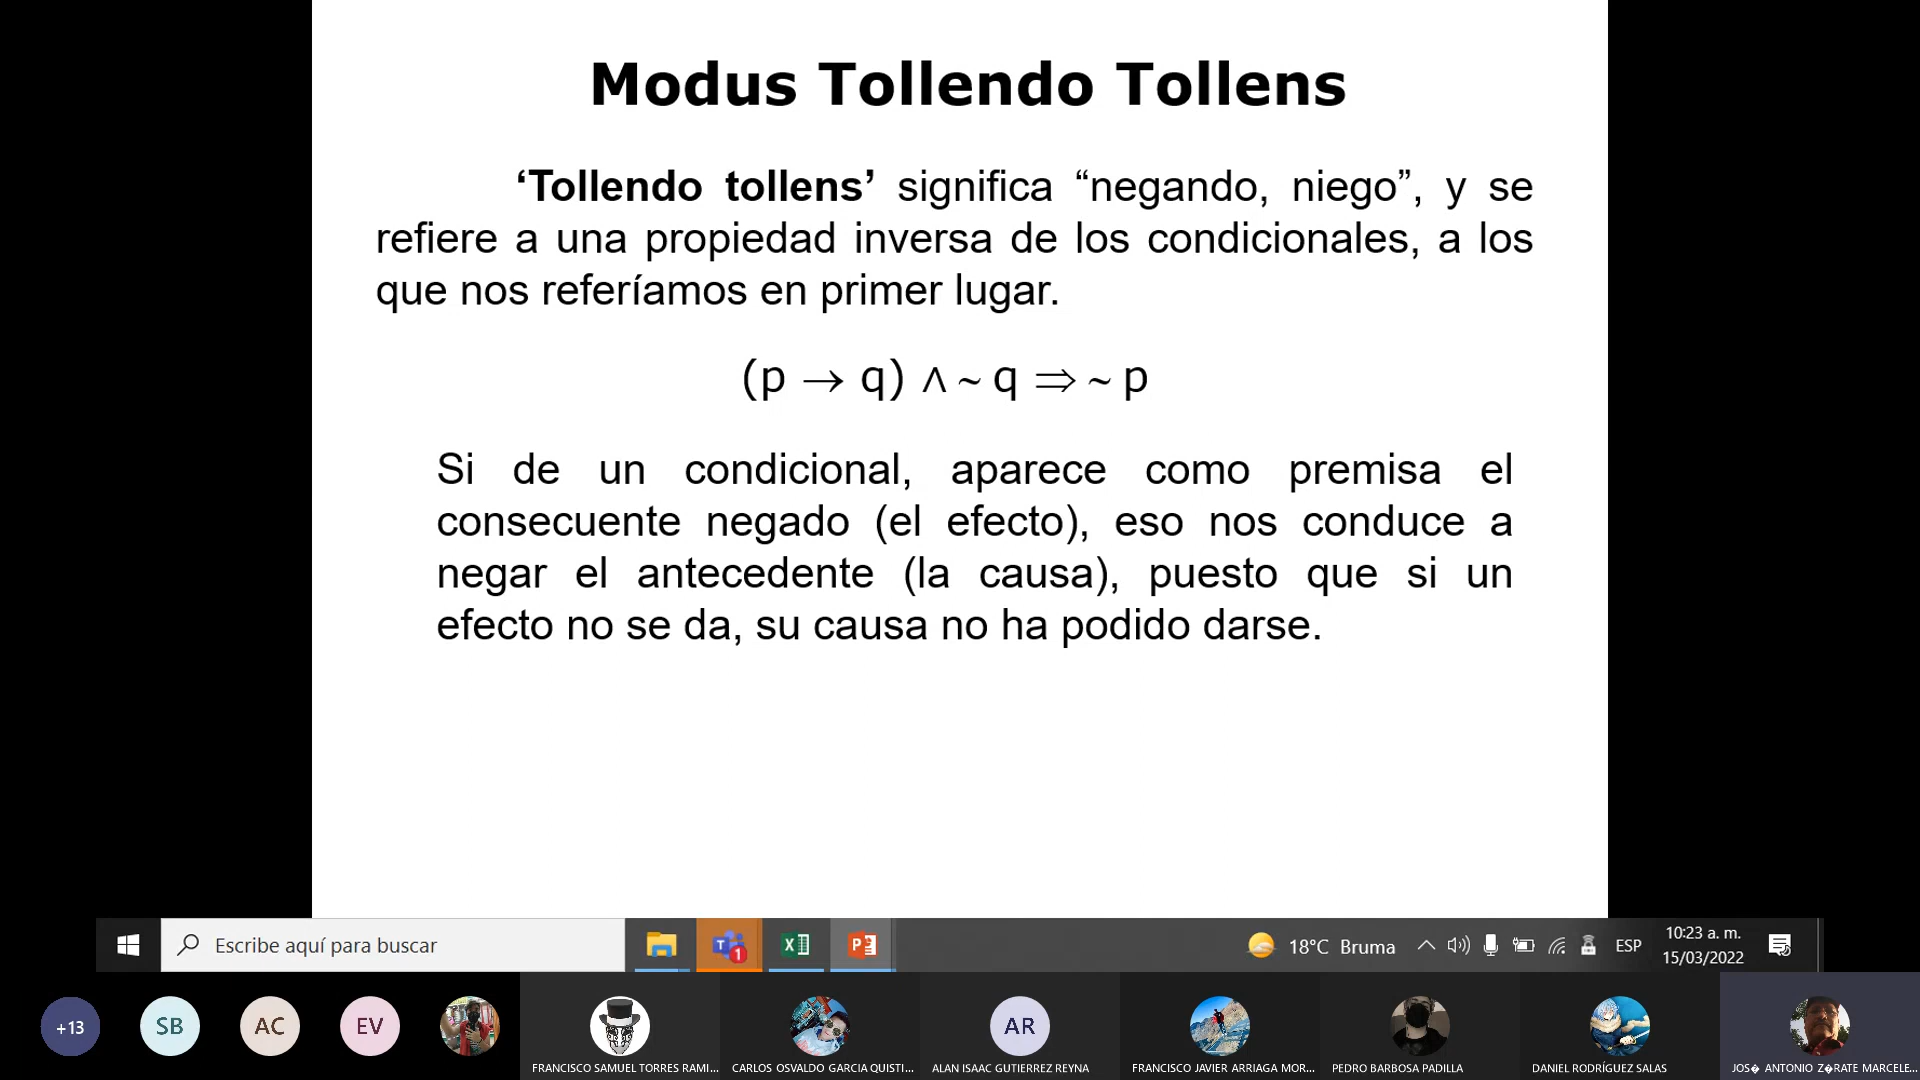 Modus Tollendo Tollens
‘Tollendo tollens’ significa “negando, niego”, y se
refiere a una propiedad inversa de los condicionales, a los
que nos referíamos en primer lugar.
(p → q) ∧ ~ q ⇒ ~ p
Si de un condicional, aparece como premisa el
consecuente negado (el efecto), eso nos conduce a
negar el antecedente (la causa), puesto que si un
efecto no se da, su causa no ha podido darse.
Escribe aquí para buscar
1
18°C Bruma
ESP
10:23 a. m.
15/03/2022
+13
SB
AC
EV
AR
FRANCISCO SAMUEL TORRES RAMI...
CARLOS OSVALDO GARCIA QUISTI...
ALAN ISAAC GUTIERREZ REYNA
FRANCISCO JAVIER ARRIAGA MOR...
PEDRO BARBOSA PADILLA
DANIEL RODRÍGUEZ SALAS
JOS� ANTONIO Z�RATE MARCELE...